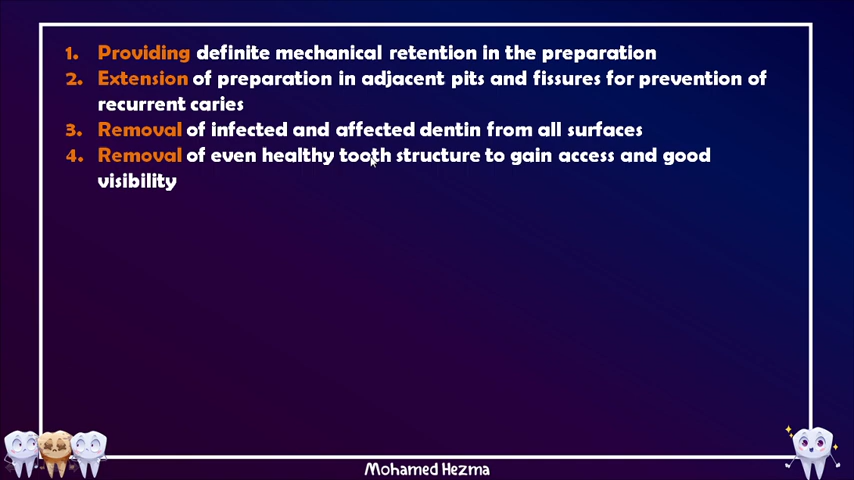 1. Providing definite mechanical retention in the preparation
2. Extension of preparation in adjacent pits and fissures for prevention of
recurrent caries
3. Removal of infected and affected dentin from all surfaces
4. Removal of even healthy tooth structure to gain access and good
visibility
Mohamed Hezma